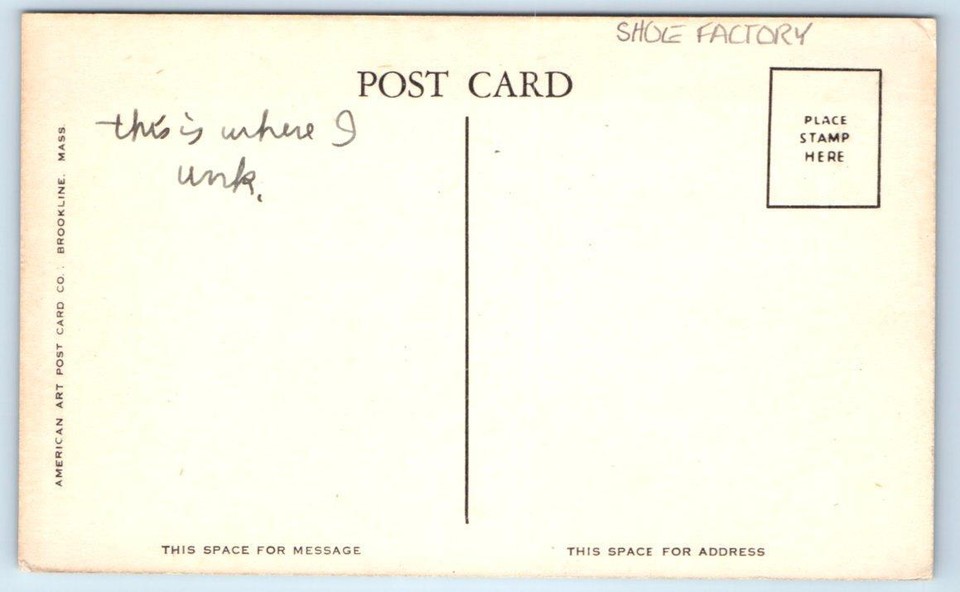 SHOE FACTORY
POST CARD
PLACE
STAMP
HERE
this is where I
work.
AMERICAN ART POST CARD CO., BROOKLINE, MASS.
THIS SPACE FOR MESSAGE
THIS SPACE FOR ADDRESS